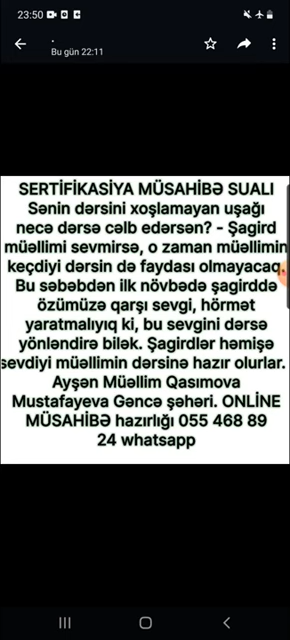 23:50
.
Bu gün 22:11
SERTİFİKASİYA MÜSAHİBƏ SUALI
Sənin dərsini xoşlamayan uşağı
necə dərsə cəlb edərsən? - Şagird
müəllimi sevmirsə, o zaman müəllimin
keçdiyi dərsin də faydası olmayacaq.
Bu səbəbdən ilk növbədə şagirddə
özümüzə qarşı sevgi, hörmət
yaratmalıyıq ki, bu sevgini dərsə
yönləndirə bilək. Şagirdlər həmişə
sevdiyi müəllimin dərsinə hazır olurlar.
Ayşən Müəllim Qasımova
Mustafayeva Gəncə şəhəri. ONLİNE
MÜSAHİBƏ hazırlığı 055 468 89
24 whatsapp